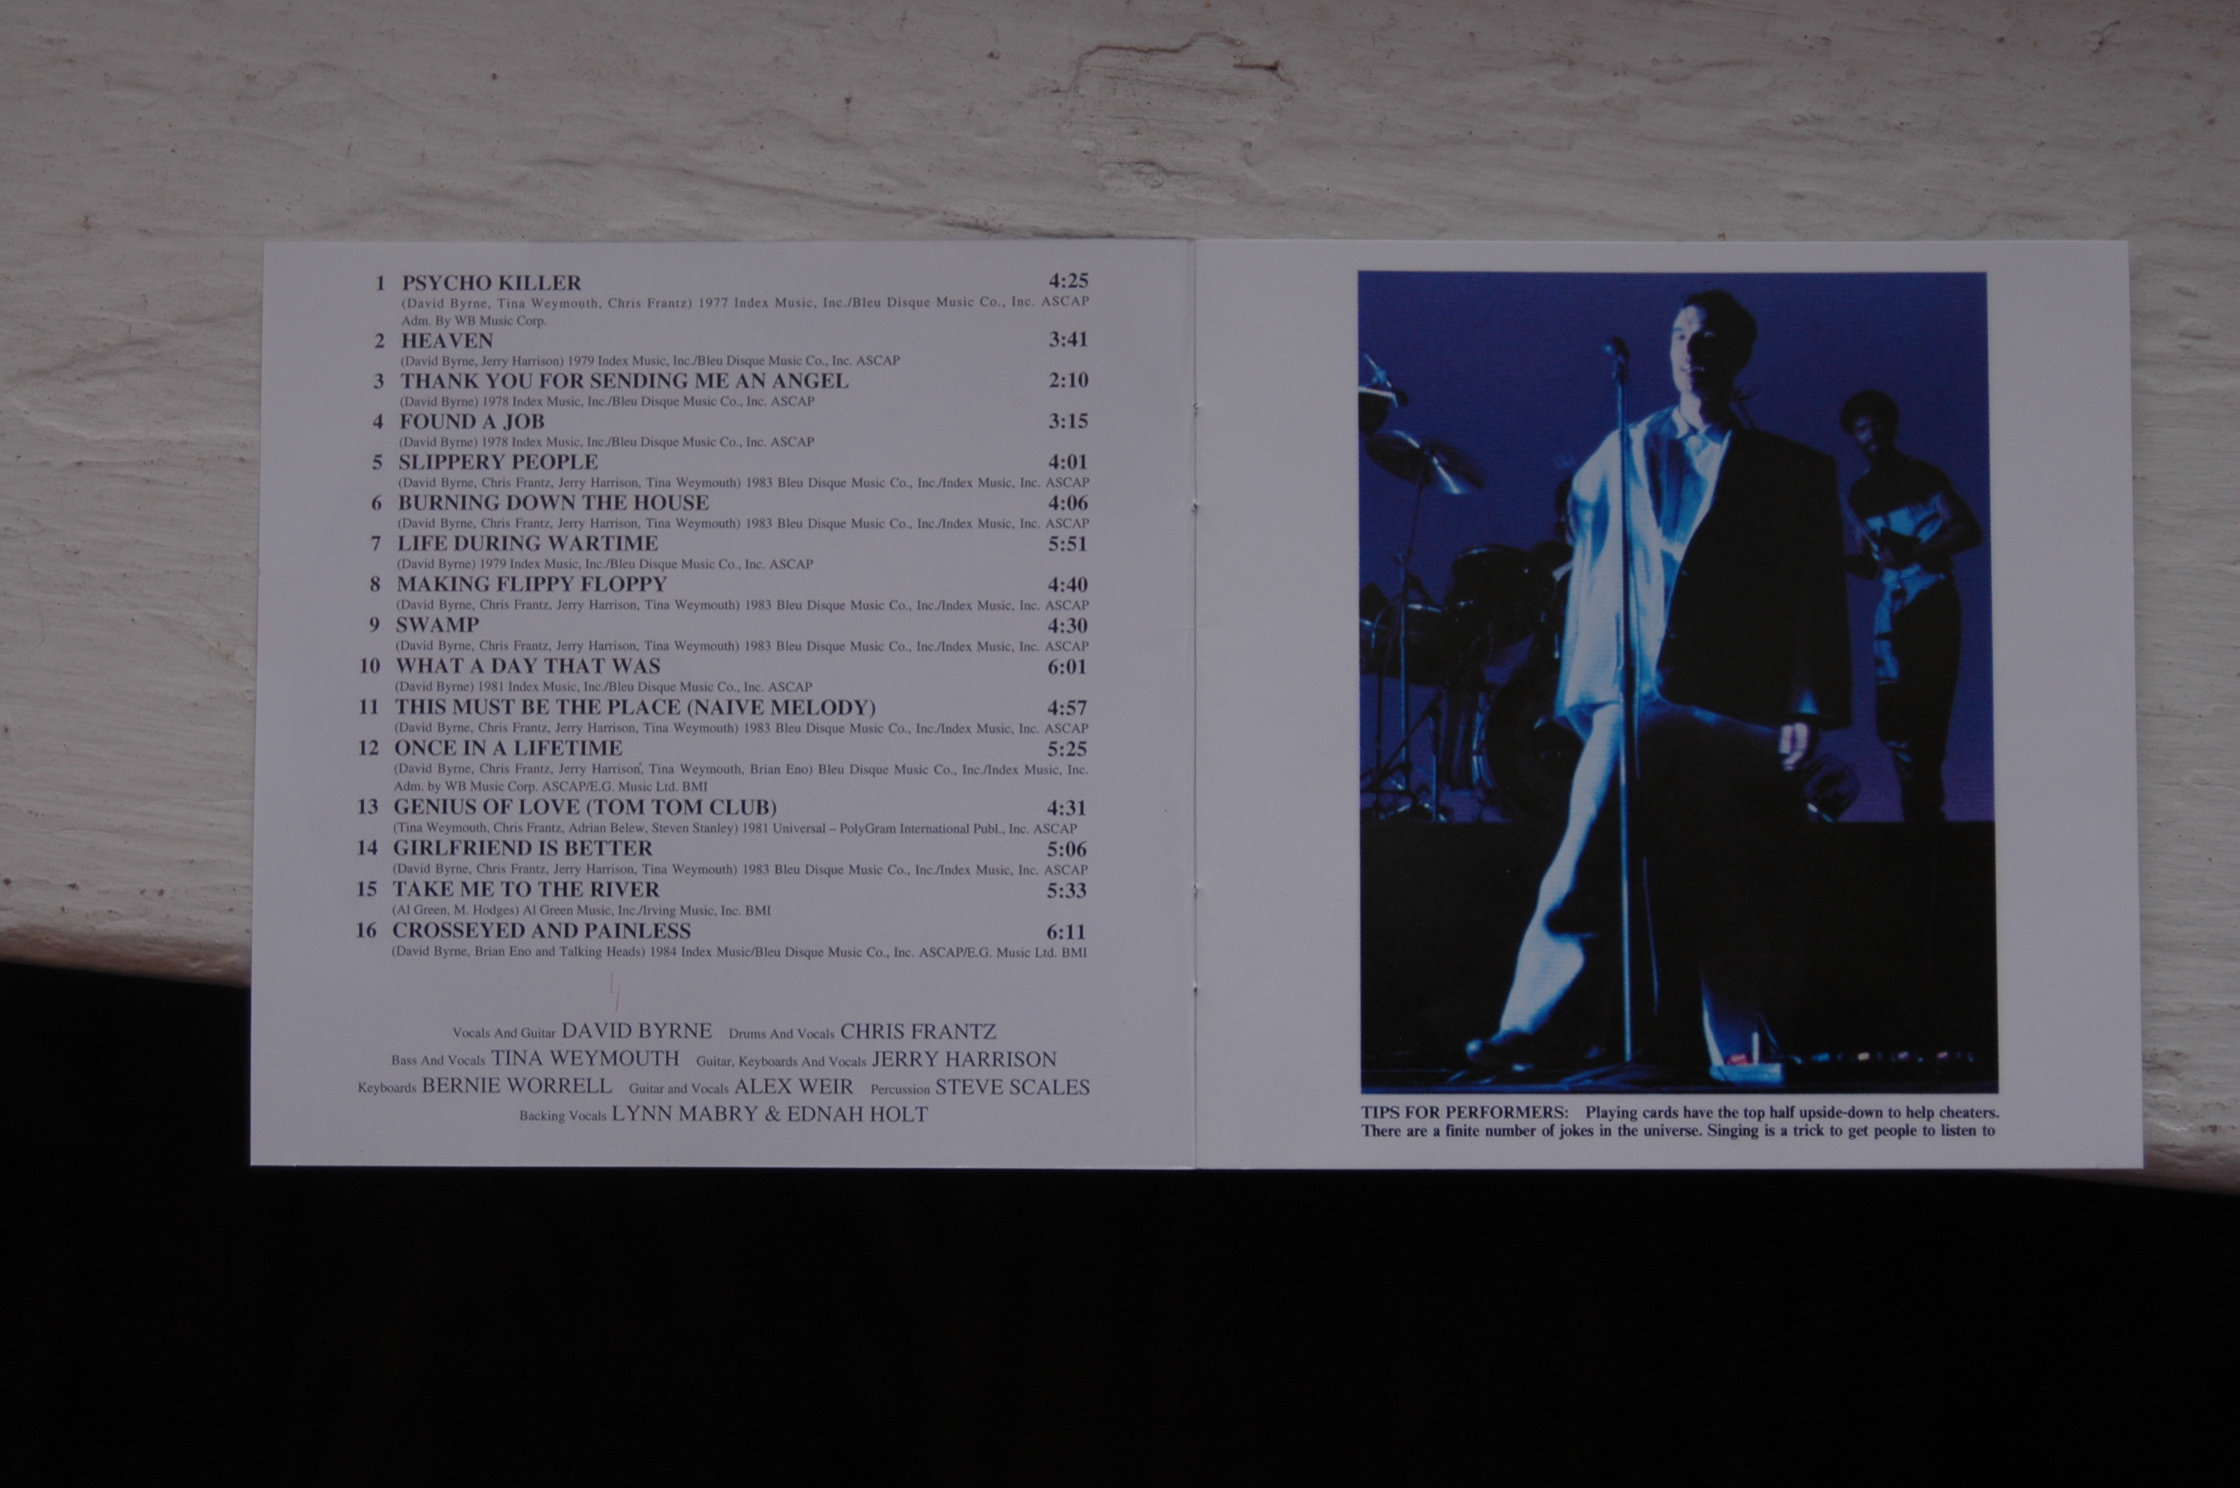 1 PSYCHO KILLER 4:25
(David Byrne, Tina Weymouth, Chris Frantz) 1977 Index Music, Inc./Bleu Disque Music Co., Inc. ASCAP
Adm. By WB Music Corp.
2 HEAVEN 3:41
(David Byrne, Jerry Harrison) 1979 Index Music, Inc./Bleu Disque Music Co., Inc. ASCAP
3 THANK YOU FOR SENDING ME AN ANGEL 2:10
(David Byrne) 1978 Index Music, Inc./Bleu Disque Music Co., Inc. ASCAP
4 FOUND A JOB 3:15
(David Byrne) 1978 Index Music, Inc./Bleu Disque Music Co., Inc. ASCAP
5 SLIPPERY PEOPLE 4:01
(David Byrne, Chris Frantz, Jerry Harrison, Tina Weymouth) 1983 Bleu Disque Music Co., Inc./Index Music, Inc. ASCAP
6 BURNING DOWN THE HOUSE 4:06
(David Byrne, Chris Frantz, Jerry Harrison, Tina Weymouth) 1983 Bleu Disque Music Co., Inc./Index Music, Inc. ASCAP
7 LIFE DURING WARTIME 5:51
(David Byrne) 1979 Index Music, Inc./Bleu Disque Music Co., Inc. ASCAP
8 MAKING FLIPPY FLOPPY 4:40
(David Byrne, Chris Frantz, Jerry Harrison, Tina Weymouth) 1983 Bleu Disque Music Co., Inc./Index Music, Inc. ASCAP
9 SWAMP 4:30
(David Byrne, Chris Frantz, Jerry Harrison, Tina Weymouth) 1983 Bleu Disque Music Co., Inc./Index Music, Inc. ASCAP
10 WHAT A DAY THAT WAS 6:01
(David Byrne) 1981 Index Music, Inc./Bleu Disque Music Co., Inc. ASCAP
11 THIS MUST BE THE PLACE (NAIVE MELODY) 4:57
(David Byrne, Chris Frantz, Jerry Harrison, Tina Weymouth) 1983 Bleu Disque Music Co., Inc./Index Music, Inc. ASCAP
12 ONCE IN A LIFETIME 5:25
(David Byrne, Chris Frantz, Jerry Harrison, Tina Weymouth, Brian Eno) Bleu Disque Music Co., Inc./Index Music, Inc.
Adm. by WB Music Corp. ASCAP/E.G. Music Ltd. BMI
13 GENIUS OF LOVE (TOM TOM CLUB) 4:31
(Tina Weymouth, Chris Frantz, Adrian Belew, Steven Stanley) 1981 Universal – PolyGram International Publ., Inc. ASCAP
14 GIRLFRIEND IS BETTER 5:06
(David Byrne, Chris Frantz, Jerry Harrison, Tina Weymouth) 1983 Bleu Disque Music Co., Inc./Index Music, Inc. ASCAP
15 TAKE ME TO THE RIVER 5:33
(Al Green, M. Hodges) Al Green Music, Inc./Irving Music, Inc. BMI
16 CROSSEYED AND PAINLESS 6:11
(David Byrne, Brian Eno and Talking Heads) 1984 Index Music/Bleu Disque Music Co., Inc. ASCAP/E.G. Music Ltd. BMI
Vocals And Guitar DAVID BYRNE Drums And Vocals CHRIS FRANTZ
Bass And Vocals TINA WEYMOUTH Guitar, Keyboards And Vocals JERRY HARRISON
Keyboards BERNIE WORRELL Guitar and Vocals ALEX WEIR Percussion STEVE SCALES
Backing Vocals LYNN MABRY & EDNAH HOLT
TIPS FOR PERFORMERS: Playing cards have the top half upside-down to help cheaters.
There are a finite number of jokes in the universe. Singing is a trick to get people to listen to